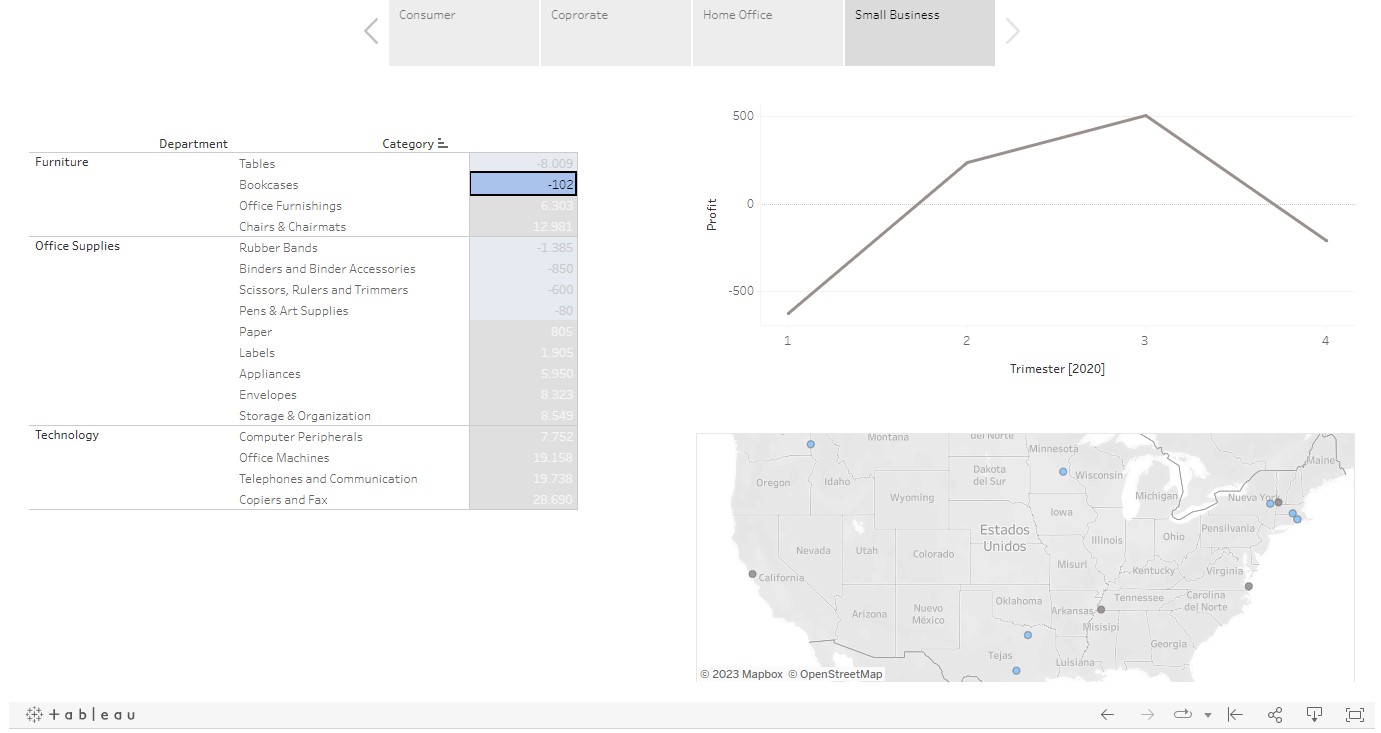 Consumer
Coprorate
Home Office
Small Business
Department Category
Furniture Tables -8.009
Bookcases -102
Office Furnishings 6.303
Chairs & Chairmats 12.981
Office Supplies Rubber Bands -1.385
Binders and Binder Accessories -850
Scissors, Rulers and Trimmers -600
Pens & Art Supplies -80
Paper 805
Labels 1.905
Appliances 5.950
Envelopes 8.323
Storage & Organization 8.549
Technology Computer Peripherals 7.752
Office Machines 19.158
Telephones and Communication 19.738
Copiers and Fax 28.690
500
0
-500
Profit
1 2 3 4
Trimester [2020]
Montana
del Norte
Minnesota
Maine
Oregon
Idaho
Dakota
del Sur
Wisconsin
Wyoming
Michigan
Nueva York
Iowa
Estados
Unidos
Pensilvania
Nevada
Utah
Colorado
Illinois
Ohio
Misuri
Kentucky
Virginia
California
Oklahoma
Tennessee
Carolina
del Norte
Arizona
Nuevo
México
Arkansas
Misisipi
Georgia
Tejas
Luisiana
© 2023 Mapbox © OpenStreetMap
+ableau